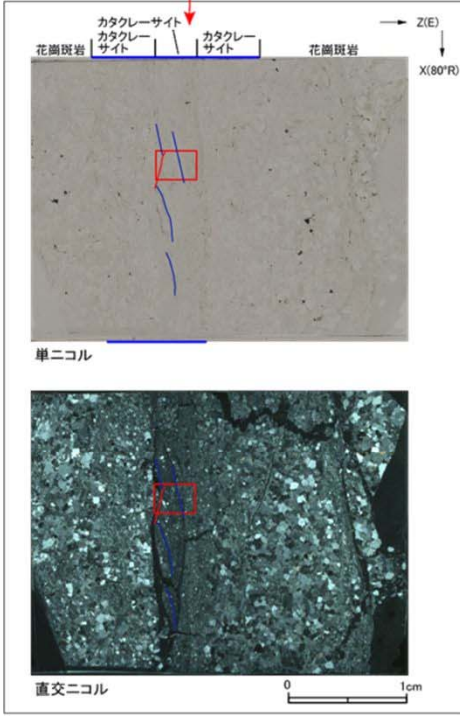 カタクレーサイト
花崗斑岩
カタクレー
サイト
カタクレー
サイト
花崗斑岩
Z(E)
X(80°R)
単ニコル
直交ニコル
0
1cm